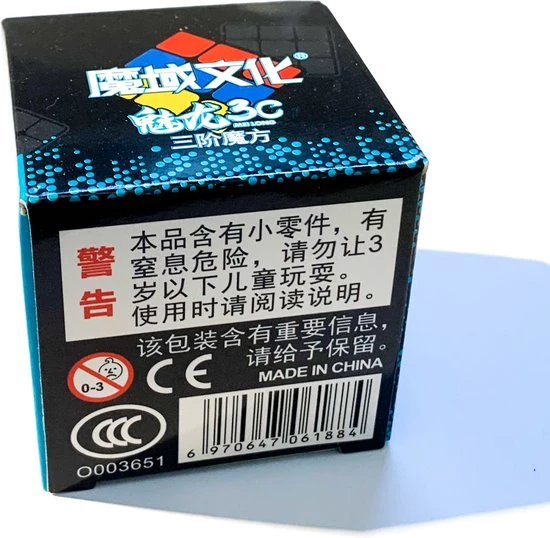 魔域文化®
魅龙3C
三阶魔方
警告
本品含有小零件，有
窒息危险，请勿让3
岁以下儿童玩耍。
使用时请阅读说明。
该包装含有重要信息，
请给予保留。
0-3
CE
MADE IN CHINA
CCC
O003651
6 970647 061884